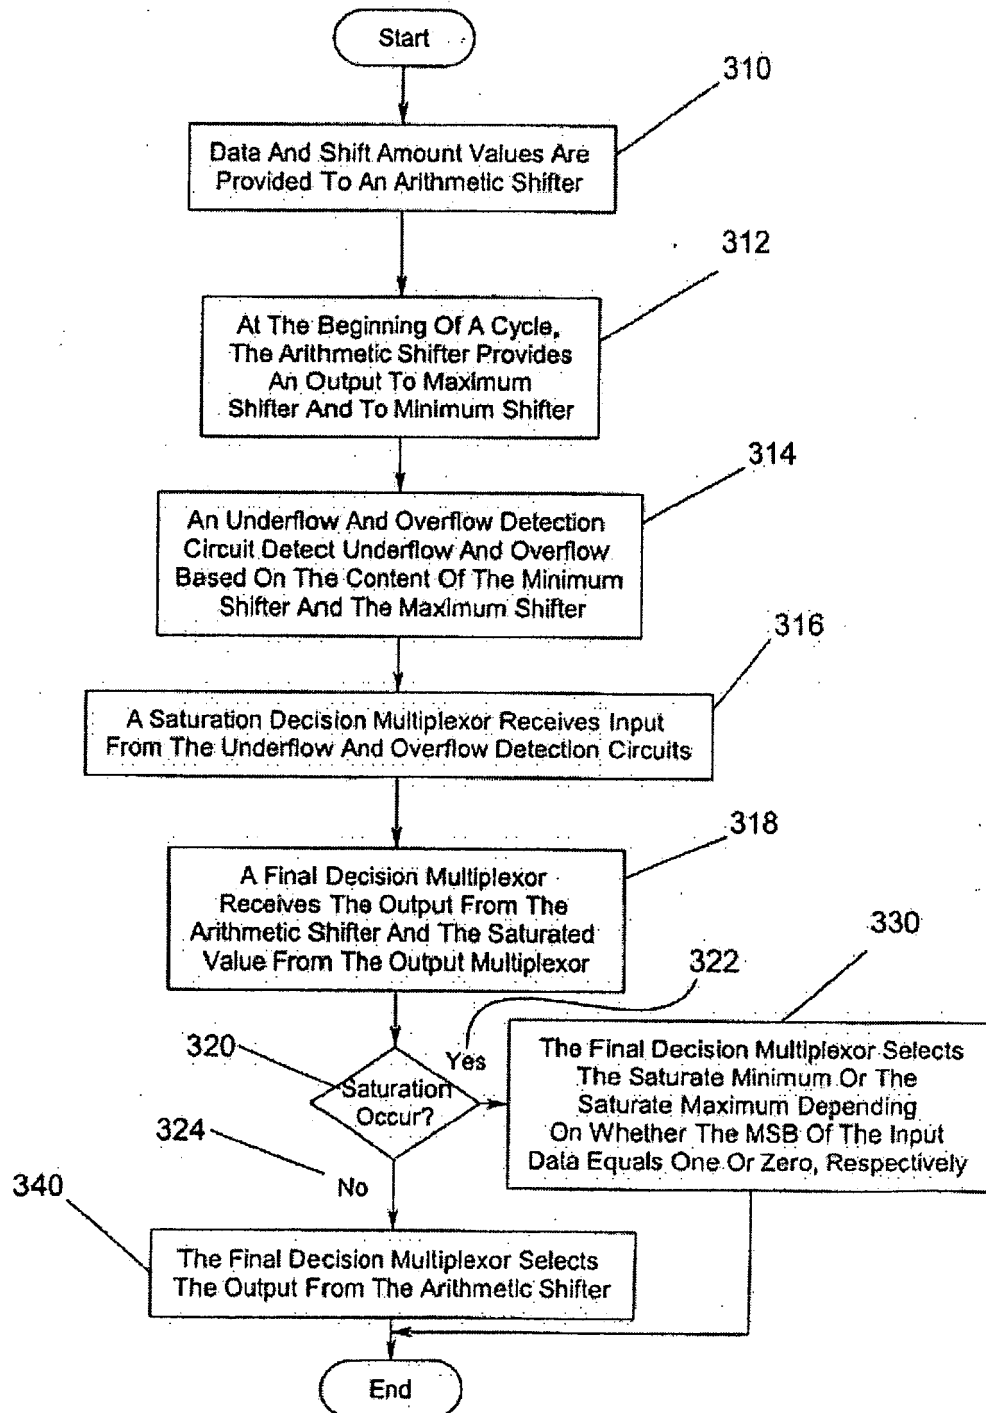 Start
310
Data And Shift Amount Values Are
Provided To An Arithmetic Shifter
312
At The Beginning Of A Cycle,
The Arithmetic Shifter Provides
An Output To Maximum
Shifter And To Minimum Shifter
314
An Underflow And Overflow Detection
Circuit Detect Underflow And Overflow
Based On The Content Of The Minimum
Shifter And The Maximum Shifter
316
A Saturation Decision Multiplexor Receives Input
From The Underflow And Overflow Detection Circuits
318
A Final Decision Multiplexor
Receives The Output From The
Arithmetic Shifter And The Saturated
Value From The Output Multiplexor
322
330
320
Saturation
Occur?
Yes
The Final Decision Multiplexor Selects
The Saturate Minimum Or The
Saturate Maximum Depending
On Whether The MSB Of The Input
Data Equals One Or Zero, Respectively
324
No
340
The Final Decision Multiplexor Selects
The Output From The Arithmetic Shifter
End